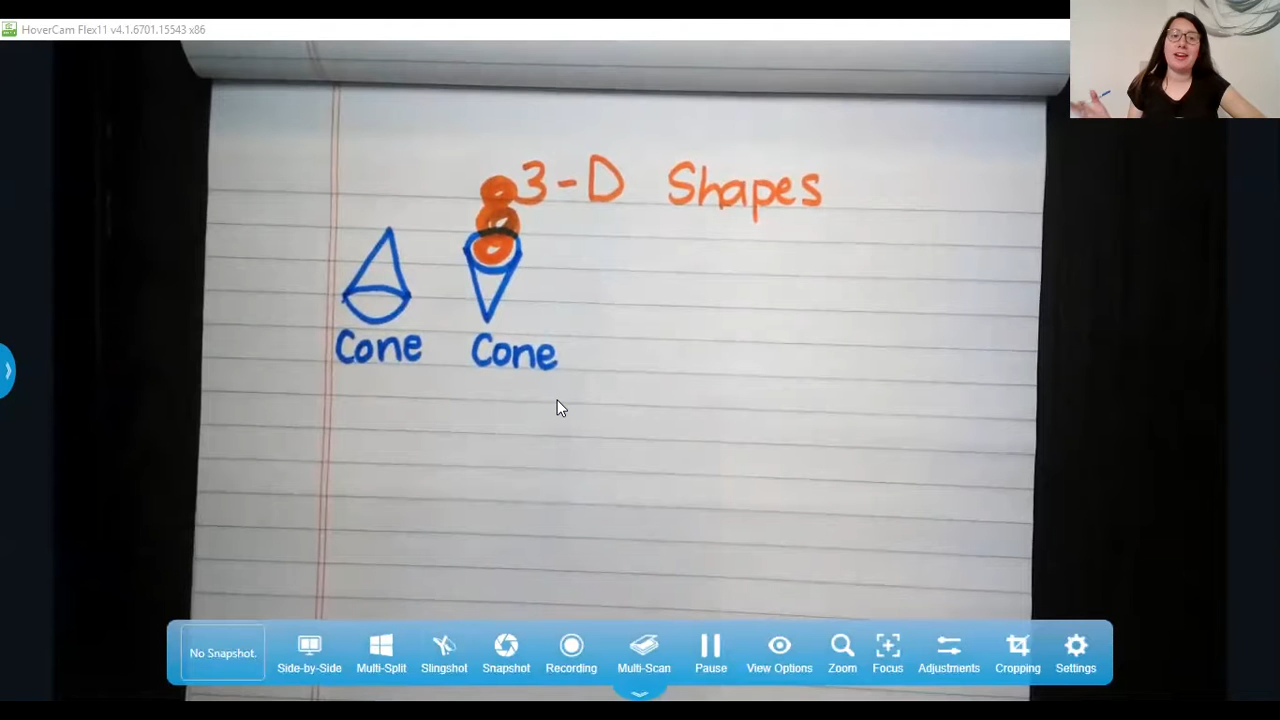 HoverCam Flex11 v4.1.6701.15543 x86
3-D Shapes
Cone Cone
No Snapshot.
Side-by-Side Multi-Split Slingshot Snapshot Recording Multi-Scan Pause View Options Zoom Focus Adjustments Cropping Settings